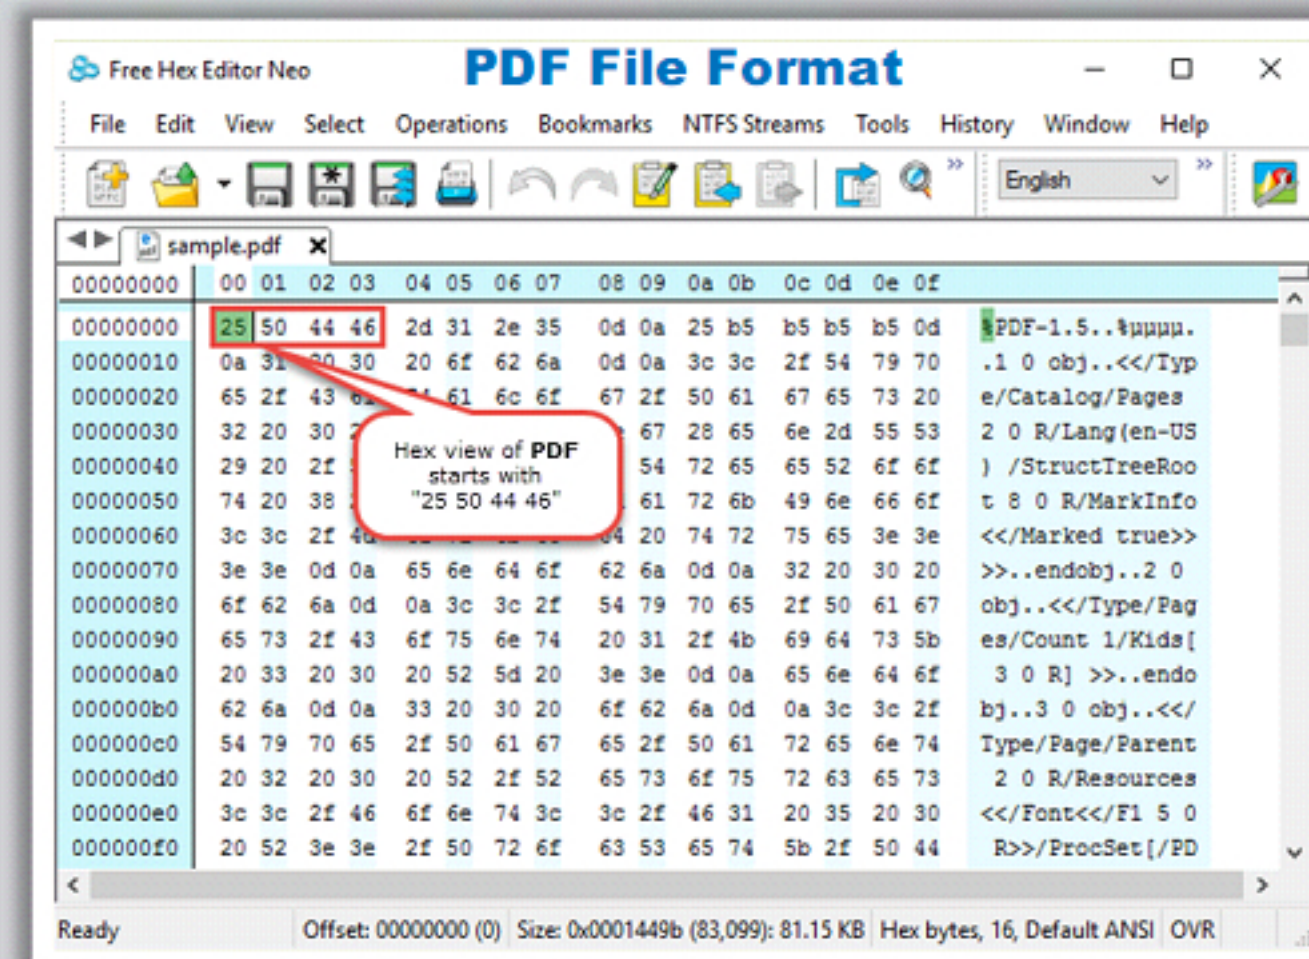 Free Hex Editor Neo
PDF File Format
File Edit View Select Operations Bookmarks NTFS Streams Tools History Window Help
English
sample.pdf
00000000 00 01 02 03 04 05 06 07 08 09 0a 0b 0c 0d 0e 0f
00000000 25 50 44 46 2d 31 2e 35 0d 0a 25 b5 b5 b5 b5 0d %PDF-1.5..%µµµµ.
00000010 0a 31 20 30 20 6f 62 6a 0d 0a 3c 3c 2f 54 79 70 .1 0 obj..<</Typ
00000020 65 2f 43 61 61 6c 6f 67 2f 50 61 67 65 73 20 e/Catalog/Pages
00000030 32 20 30 67 28 65 6e 2d 55 53 2 0 R/Lang(en-US
00000040 29 20 2f 54 72 65 65 52 6f 6f ) /StructTreeRoo
00000050 74 20 38 61 72 6b 49 6e 66 6f t 8 0 R/MarkInfo
00000060 3c 3c 2f 4d 64 20 74 72 75 65 3e 3e <</Marked true>>
00000070 3e 3e 0d 0a 65 6e 64 6f 62 6a 0d 0a 32 20 30 20 >>..endobj..2 0
00000080 6f 62 6a 0d 0a 3c 3c 2f 54 79 70 65 2f 50 61 67 obj..<</Type/Pag
00000090 65 73 2f 43 6f 75 6e 74 20 31 2f 4b 69 64 73 5b es/Count 1/Kids[
000000a0 20 33 20 30 20 52 5d 20 3e 3e 0d 0a 65 6e 64 6f 3 0 R] >>..endo
000000b0 62 6a 0d 0a 33 20 30 20 6f 62 6a 0d 0a 3c 3c 2f bj..3 0 obj..<</
000000c0 54 79 70 65 2f 50 61 67 65 2f 50 61 72 65 6e 74 Type/Page/Parent
000000d0 20 32 20 30 20 52 2f 52 65 73 6f 75 72 63 65 73 2 0 R/Resources
000000e0 3c 3c 2f 46 6f 6e 74 3c 3c 2f 46 31 20 35 20 30 <</Font<</F1 5 0
000000f0 20 52 3e 3e 2f 50 72 6f 63 53 65 74 5b 2f 50 44 R>>/ProcSet[/PD
Hex view of PDF
starts with
"25 50 44 46"
Ready Offset: 00000000 (0) Size: 0x0001449b (83,099): 81.15 KB Hex bytes, 16, Default ANSI OVR